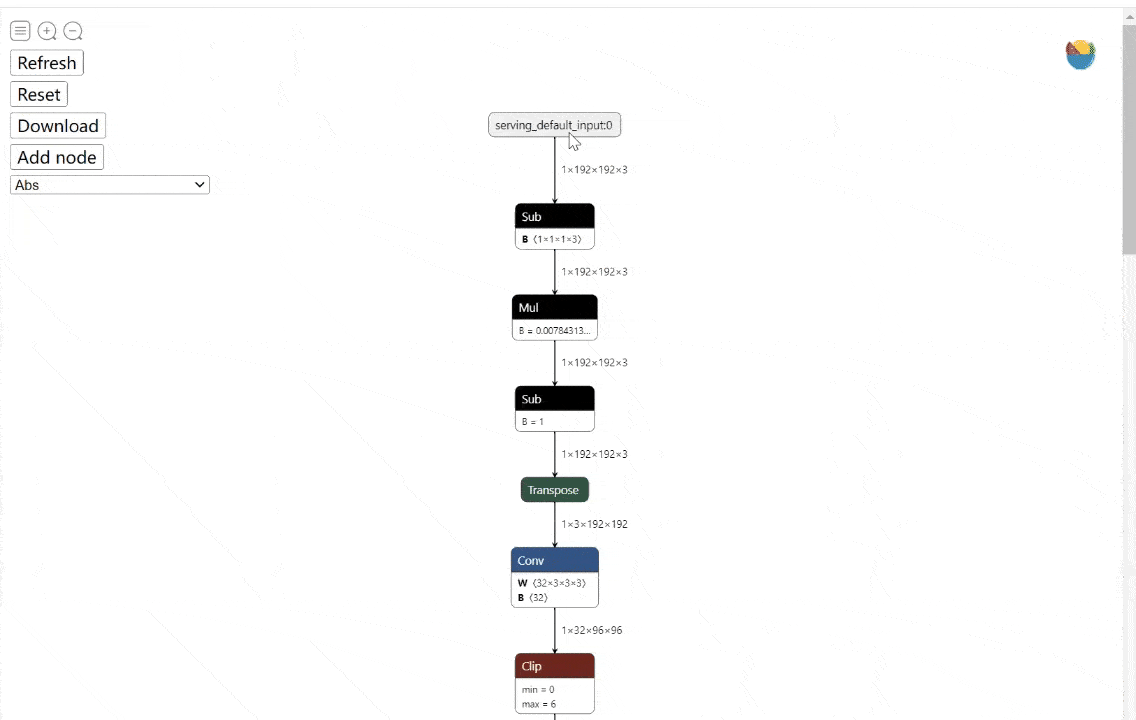 Refresh
Reset
Download
Add node
Abs
serving_default_input:0
1×192×192×3
Sub
B ⟨1×1×1×3⟩
1×192×192×3
Mul
B = 0.00784313...
1×192×192×3
Sub
B = 1
1×192×192×3
Transpose
1×3×192×192
Conv
W ⟨32×3×3×3⟩
B ⟨32⟩
1×32×96×96
Clip
min = 0
max = 6